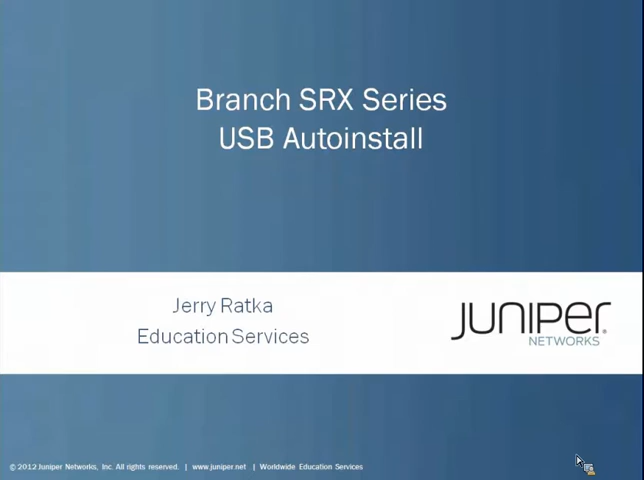 Branch SRX Series
USB Autoinstall
Jerry Ratka
Education Services
JUNIPER
NETWORKS
© 2012 Juniper Networks, Inc. All rights reserved. | www.juniper.net | Worldwide Education Services